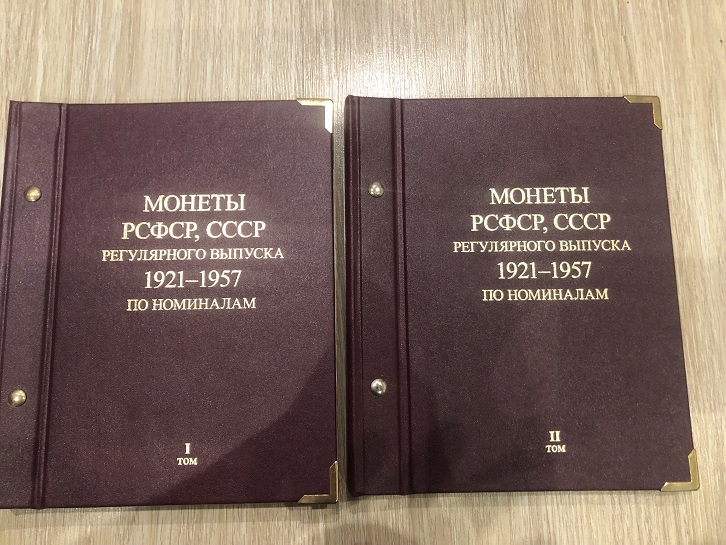 МОНЕТЫ
РСФСР, СССР
РЕГУЛЯРНОГО ВЫПУСКА
1921–1957
ПО НОМИНАЛАМ
I
ТОМ
МОНЕТЫ
РСФСР, СССР
РЕГУЛЯРНОГО ВЫПУСКА
1921–1957
ПО НОМИНАЛАМ
II
ТОМ